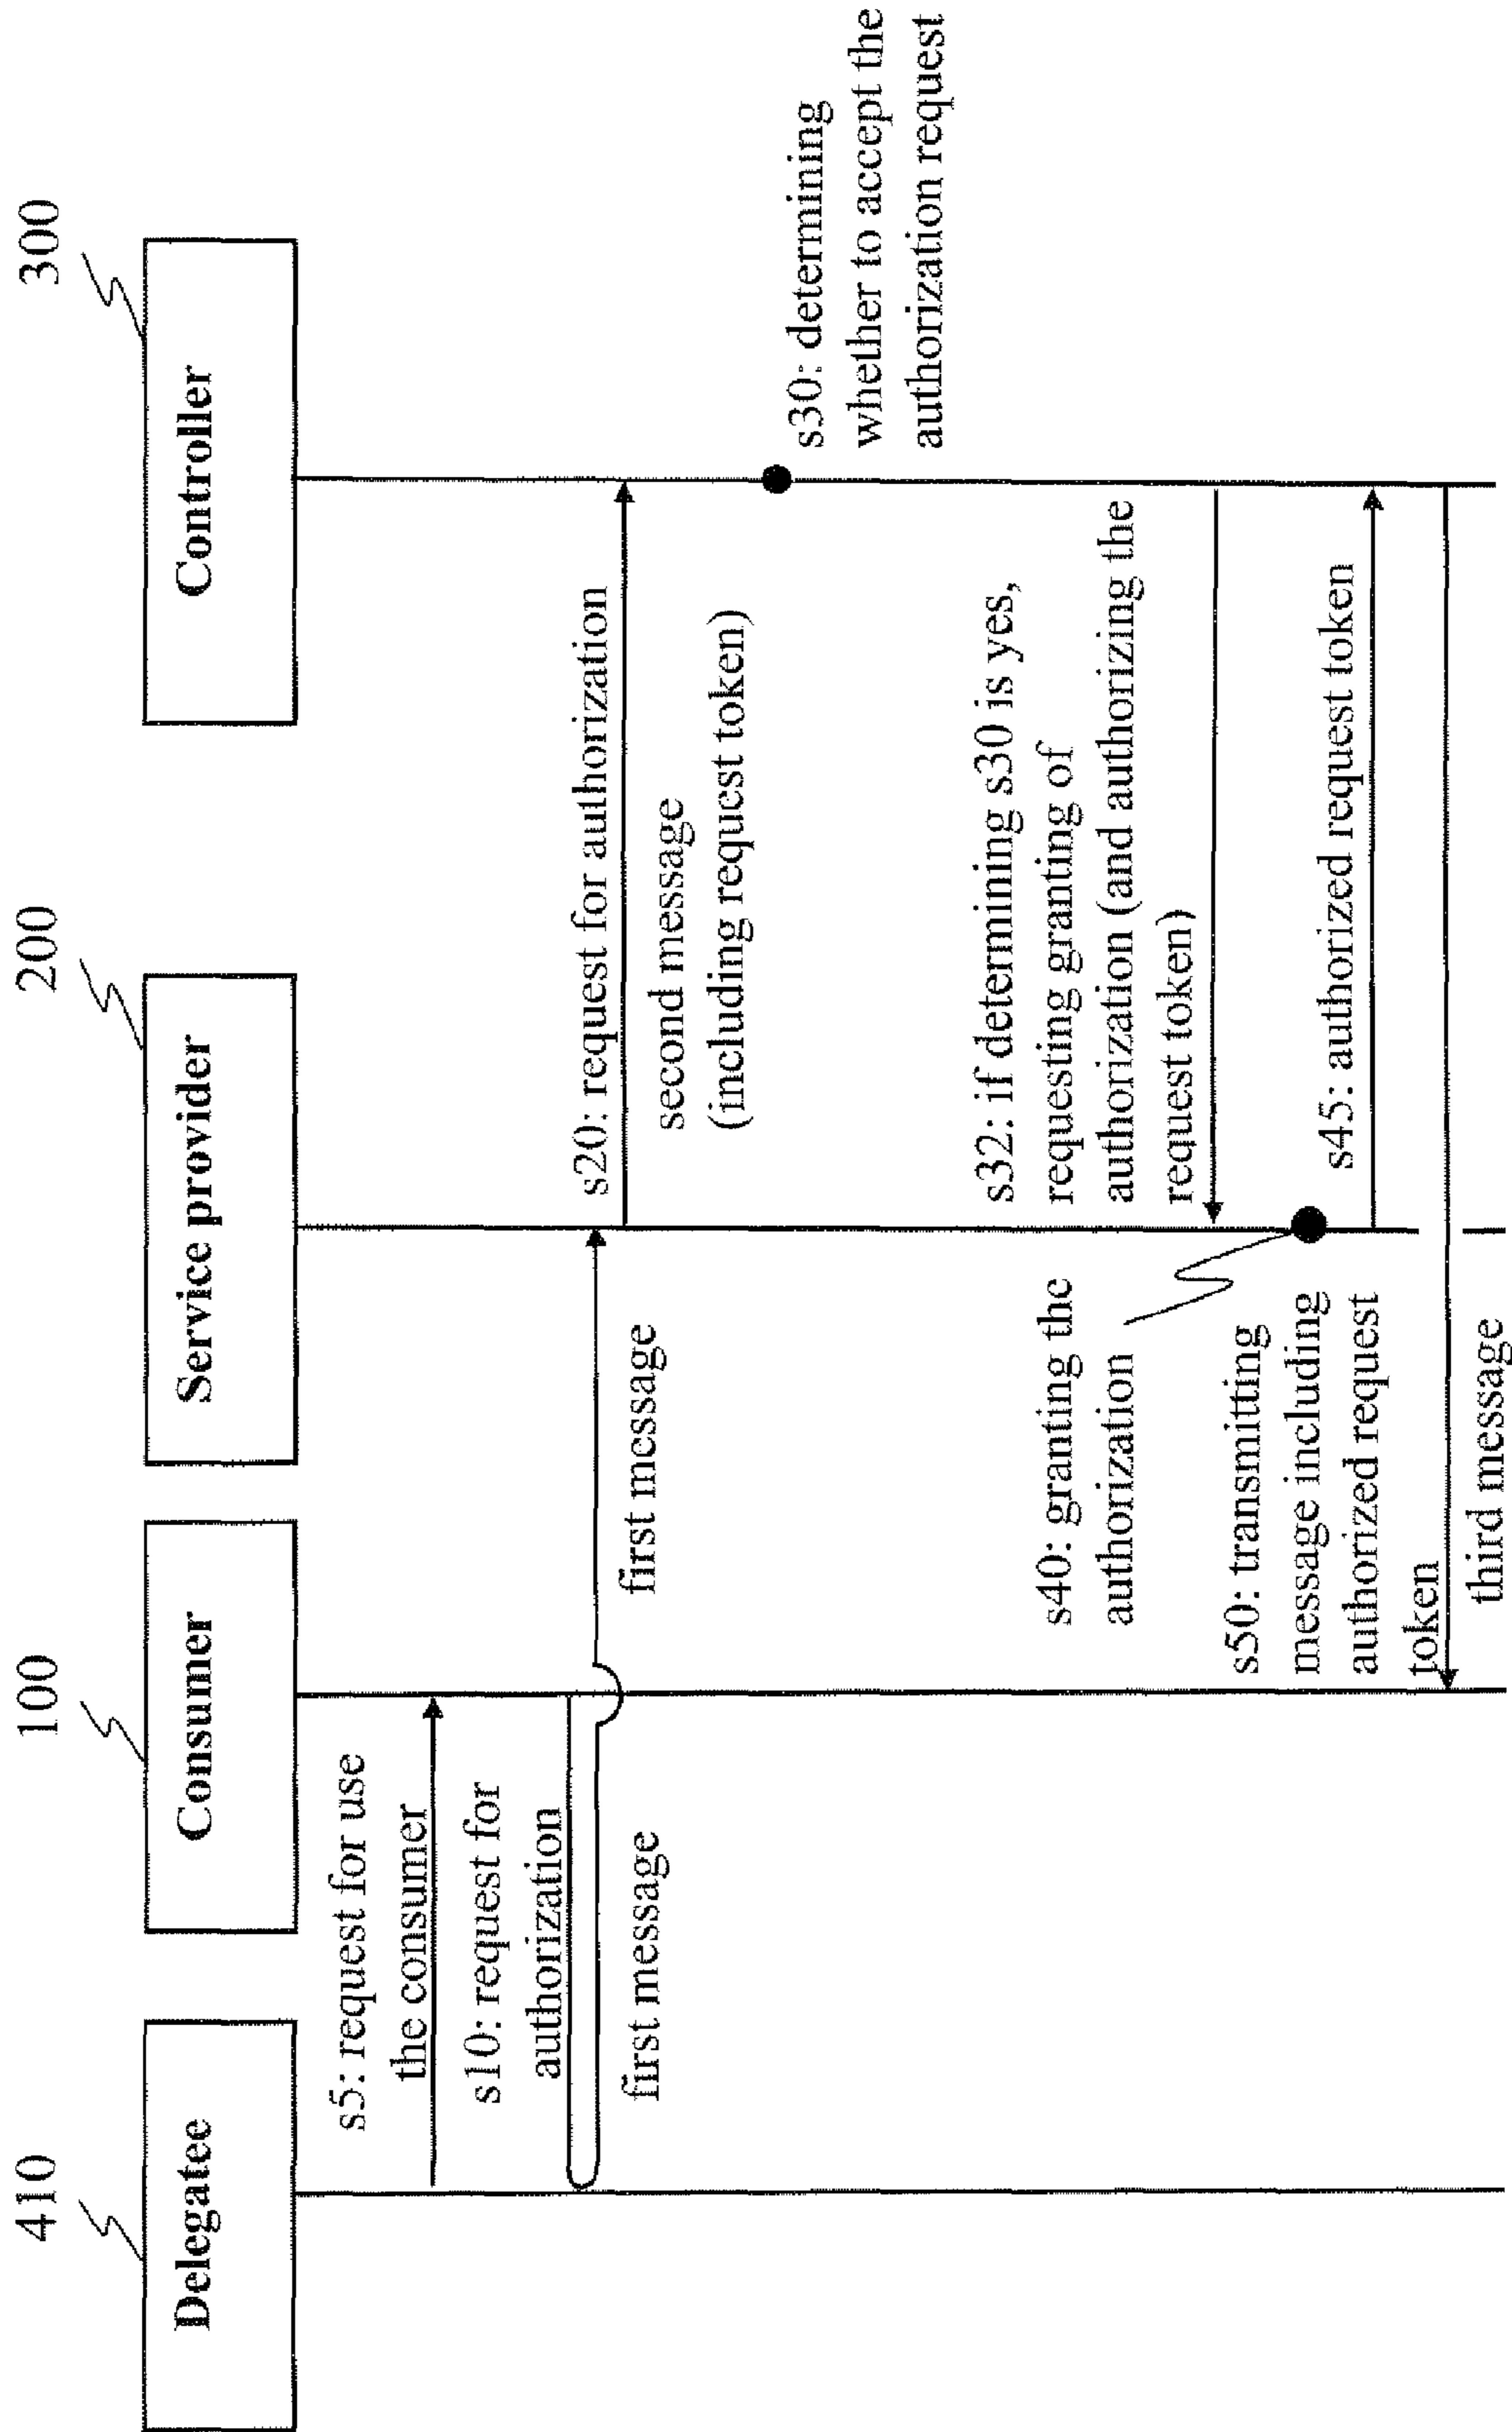 410
100
200
300
Delegatee
Consumer
Service provider
Controller
s5: request for use
the consumer
s10: request for
authorization
first message
first message
s20: request for authorization
second message
(including request token)
s30: determining
whether to accept the
authorization request
s32: if determining s30 is yes,
requesting granting of
authorization (and authorizing the
request token)
s40: granting the
authorization
s45: authorized request token
s50: transmitting
message including
authorized request
token
third message